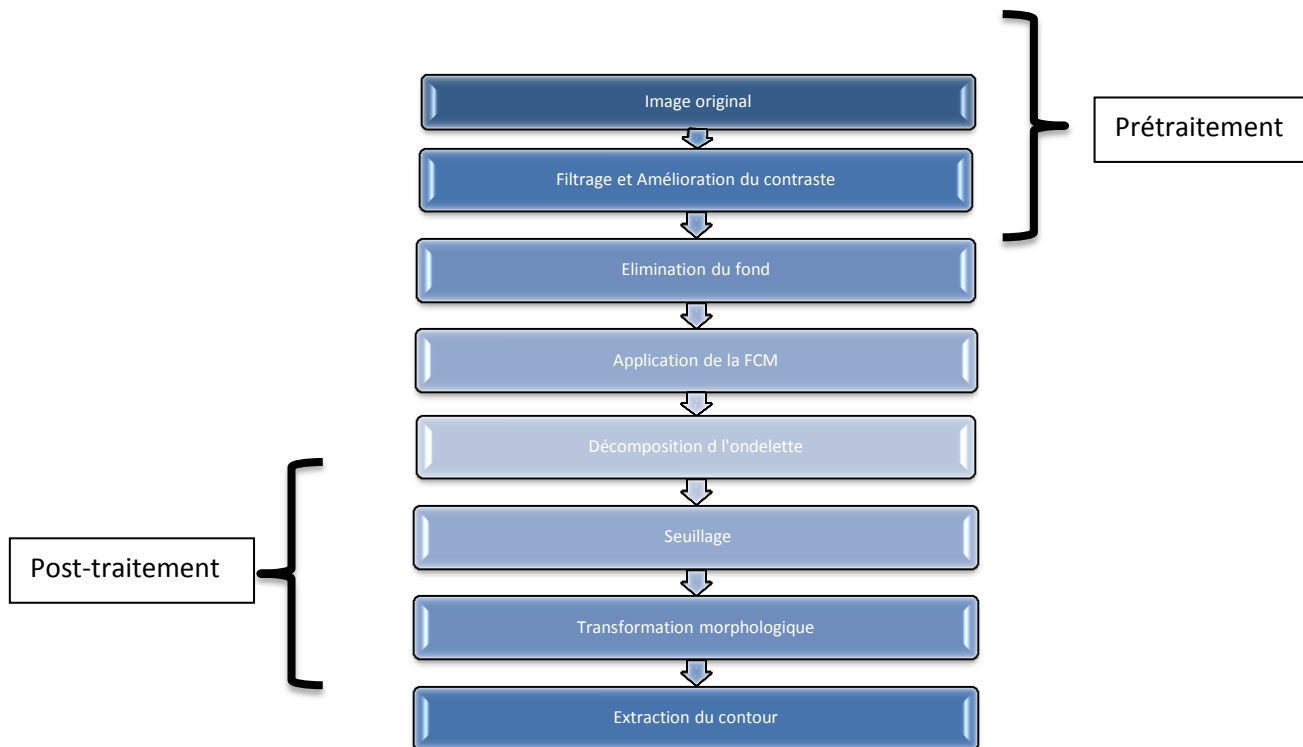 Image original
Prétraitement
Filtrage et Amélioration du contraste
Elimination du fond
Application de la FCM
Décomposition d l'ondelette
Seuillage
Post-traitement
Transformation morphologique
Extraction du contour